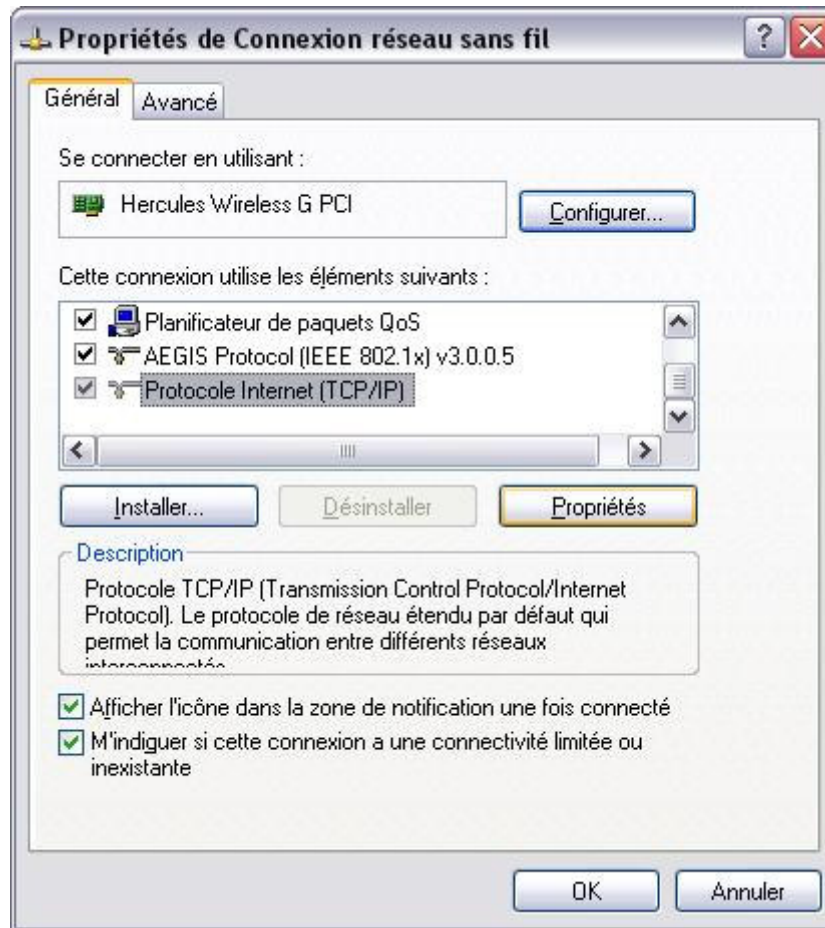 Propriétés de Connexion réseau sans fil
Général
Avancé
Se connecter en utilisant :
Hercules Wireless G PCI
Configurer...
Cette connexion utilise les éléments suivants :
Planificateur de paquets QoS
AEGIS Protocol (IEEE 802.1x) v3.0.0.5
Protocole Internet (TCP/IP)
Installer...
Désinstaller
Propriétés
Description
Protocole TCP/IP (Transmission Control Protocol/Internet
Protocol). Le protocole de réseau étendu par défaut qui
permet la communication entre différents réseaux
interconnectés.
Afficher l'icône dans la zone de notification une fois connecté
M'indiquer si cette connexion a une connectivité limitée ou
inexistante
OK
Annuler